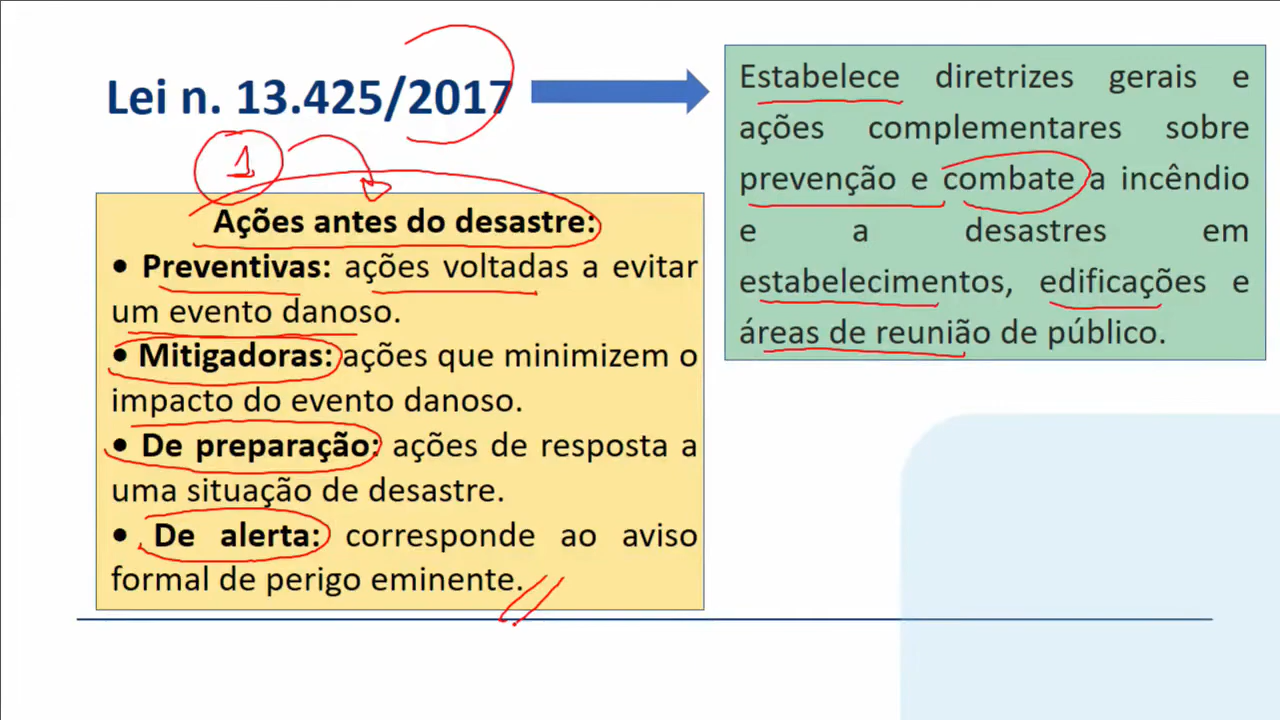 Lei n. 13.425/2017
Estabelece diretrizes gerais e
ações complementares sobre
prevenção e combate a incêndio
e a desastres em
estabelecimentos, edificações e
áreas de reunião de público.
1
Ações antes do desastre:
• Preventivas: ações voltadas a evitar
um evento danoso.
• Mitigadoras: ações que minimizem o
impacto do evento danoso.
• De preparação: ações de resposta a
uma situação de desastre.
• De alerta: corresponde ao aviso
formal de perigo eminente.